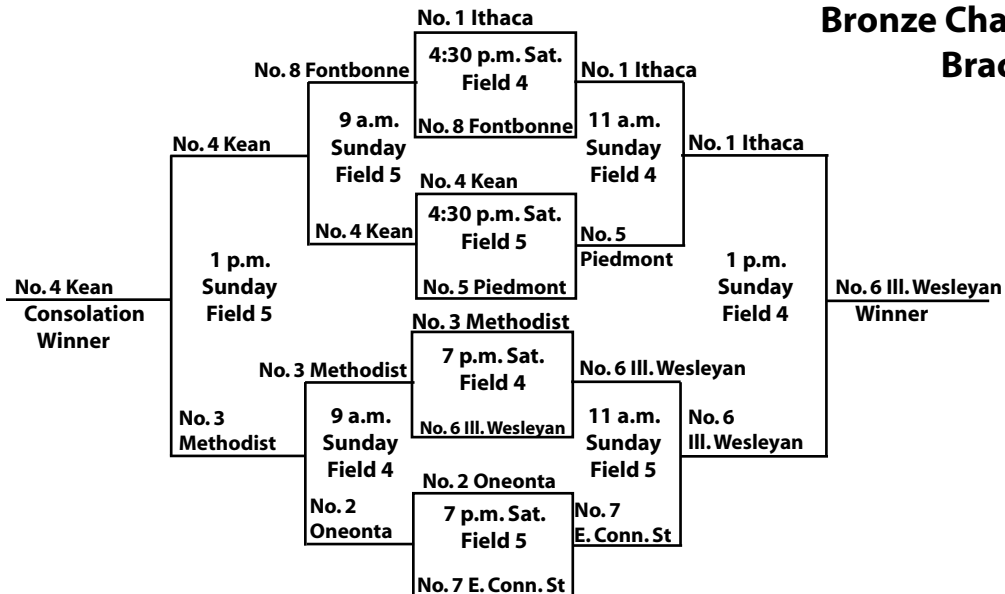 Bronze Cha
Brac
No. 1 Ithaca
4:30 p.m. Sat.
Field 4
No. 8 Fontbonne
No. 8 Fontbonne
No. 1 Ithaca
9 a.m.
Sunday
Field 5
11 a.m.
Sunday
Field 4
No. 4 Kean
No. 1 Ithaca
No. 4 Kean
4:30 p.m. Sat.
Field 5
No. 5 Piedmont
No. 4 Kean
No. 5
Piedmont
1 p.m.
Sunday
Field 5
1 p.m.
Sunday
Field 4
No. 4 Kean
Consolation
Winner
No. 6 Ill. Wesleyan
Winner
No. 3 Methodist
7 p.m. Sat.
Field 4
No. 6 Ill. Wesleyan
No. 3 Methodist
No. 6 Ill. Wesleyan
9 a.m.
Sunday
Field 4
11 a.m.
Sunday
Field 5
No. 3
Methodist
No. 6
Ill. Wesleyan
No. 2 Oneonta
7 p.m. Sat.
Field 5
No. 7 E. Conn. St
No. 2
Oneonta
No. 7
E. Conn. St